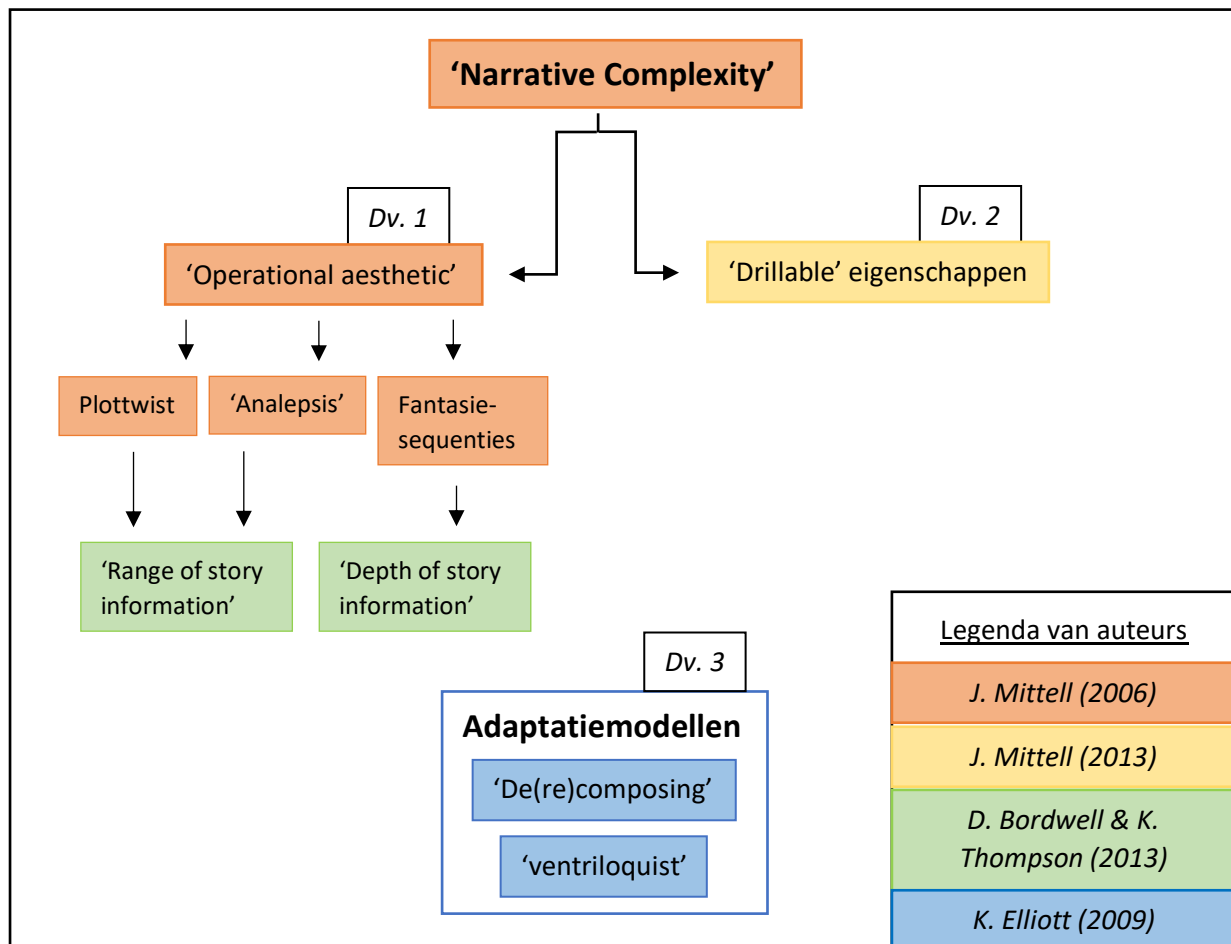 ‘Narrative Complexity’
Dv. 1
‘Operational aesthetic’
Dv. 2
‘Drillable’ eigenschappen
Plottwist
‘Analepsis’
Fantasie-
sequenties
‘Range of story
information’
‘Depth of story
information’
Dv. 3
Adaptatiemodellen
‘De(re)composing’
‘ventriloquist’
Legenda van auteurs
J. Mittell (2006)
J. Mittell (2013)
D. Bordwell & K.
Thompson (2013)
K. Elliott (2009)